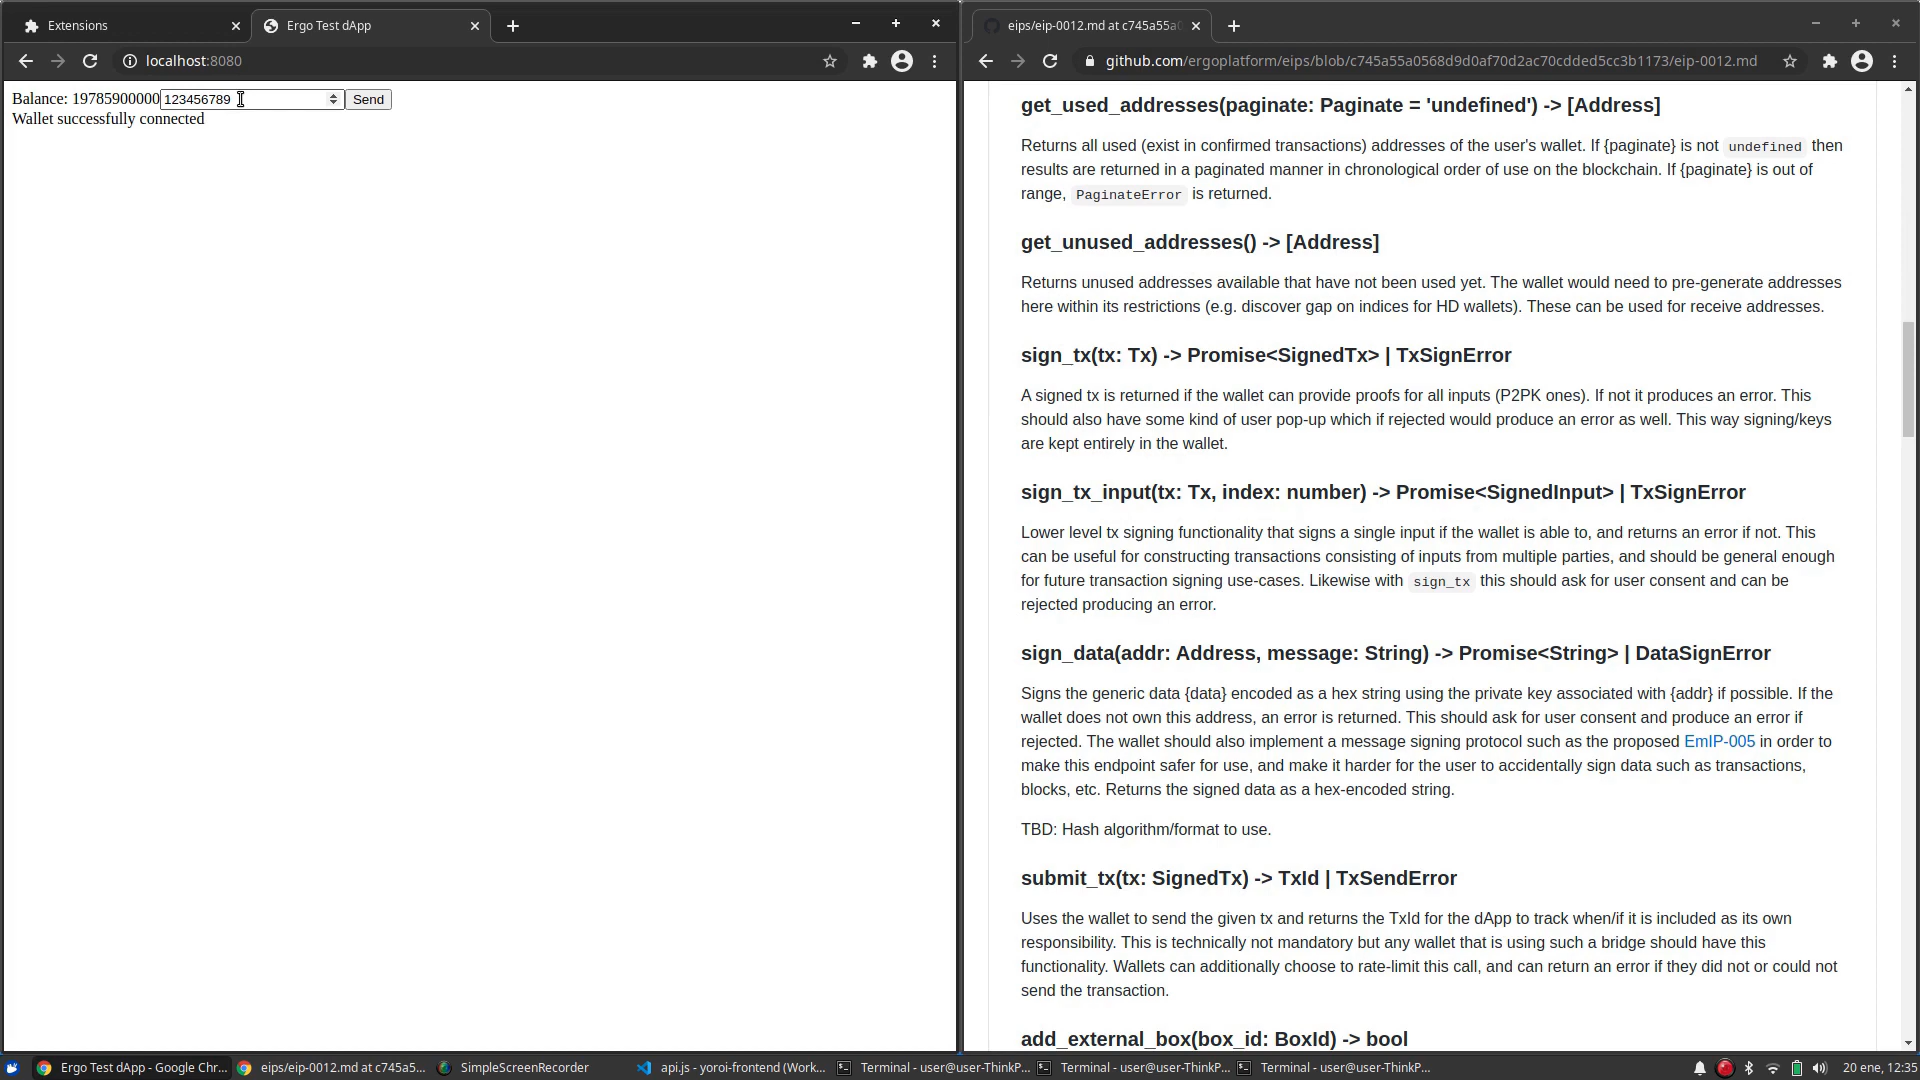 Extensions
Ergo Test dApp
localhost:8080
Balance: 19785900000 123456789 Send
Wallet successfully connected
eips/eip-0012.md at c745a55a0
github.com/ergoplatform/eips/blob/c745a55a0568d9d0af70d2ac70cdded5cc3b1173/eip-0012.md
get_used_addresses(paginate: Paginate = 'undefined') -> [Address]
Returns all used (exist in confirmed transactions) addresses of the user's wallet. If {paginate} is not undefined then
results are returned in a paginated manner in chronological order of use on the blockchain. If {paginate} is out of
range, PaginateError is returned.
get_unused_addresses() -> [Address]
Returns unused addresses available that have not been used yet. The wallet would need to pre-generate addresses
here within its restrictions (e.g. discover gap on indices for HD wallets). These can be used for receive addresses.
sign_tx(tx: Tx) -> Promise<SignedTx> | TxSignError
A signed tx is returned if the wallet can provide proofs for all inputs (P2PK ones). If not it produces an error. This
should also have some kind of user pop-up which if rejected would produce an error as well. This way signing/keys
are kept entirely in the wallet.
sign_tx_input(tx: Tx, index: number) -> Promise<SignedInput> | TxSignError
Lower level tx signing functionality that signs a single input if the wallet is able to, and returns an error if not. This
can be useful for constructing transactions consisting of inputs from multiple parties, and should be general enough
for future transaction signing use-cases. Likewise with sign_tx this should ask for user consent and can be
rejected producing an error.
sign_data(addr: Address, message: String) -> Promise<String> | DataSignError
Signs the generic data {data} encoded as a hex string using the private key associated with {addr} if possible. If the
wallet does not own this address, an error is returned. This should ask for user consent and produce an error if
rejected. The wallet should also implement a message signing protocol such as the proposed EmIP-005 in order to
make this endpoint safer for use, and make it harder for the user to accidentally sign data such as transactions,
blocks, etc. Returns the signed data as a hex-encoded string.
TBD: Hash algorithm/format to use.
submit_tx(tx: SignedTx) -> TxId | TxSendError
Uses the wallet to send the given tx and returns the TxId for the dApp to track when/if it is included as its own
responsibility. This is technically not mandatory but any wallet that is using such a bridge should have this
functionality. Wallets can additionally choose to rate-limit this call, and can return an error if they did not or could not
send the transaction.
add_external_box(box_id: BoxId) -> bool
Ergo Test dApp - Google Chr...
eips/eip-0012.md at c745a5...
SimpleScreenRecorder
api.js - yoroi-frontend (Work...
Terminal - user@user-ThinkP...
Terminal - user@user-ThinkP...
Terminal - user@user-ThinkP...
20 ene, 12:35